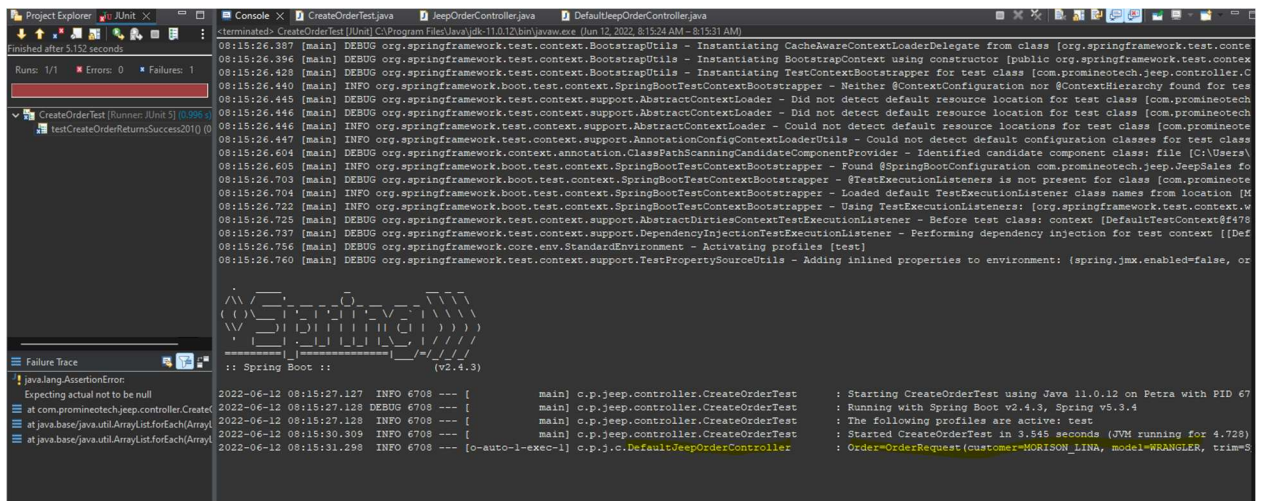 Project Explorer
JUnit
Finished after 5.152 seconds
Runs: 1/1 Errors: 0 Failures: 1
CreateOrderTest [Runner: JUnit 5] (0.996 s)
testCreateOrderReturnsSuccess201() (0
Failure Trace
java.lang.AssertionError:
Expecting actual not to be null
at com.promineotech.jeep.controller.CreateO
at java.base/java.util.ArrayList.forEach(ArrayL
at java.base/java.util.ArrayList.forEach(ArrayL
Console CreateOrderTest.java JeepOrderController.java DefaultJeepOrderController.java
<terminated> CreateOrderTest [JUnit] C:\Program Files\Java\jdk-11.0.12\bin\javaw.exe (Jun 12, 2022, 8:15:24 AM – 8:15:31 AM)
08:15:26.387 [main] DEBUG org.springframework.test.context.BootstrapUtils - Instantiating CacheAwareContextLoaderDelegate from class [org.springframework.test.conte
08:15:26.396 [main] DEBUG org.springframework.test.context.BootstrapUtils - Instantiating BootstrapContext using constructor [public org.springframework.test.contex
08:15:26.428 [main] DEBUG org.springframework.test.context.BootstrapUtils - Instantiating TestContextBootstrapper for test class [com.promineotech.jeep.controller.C
08:15:26.440 [main] INFO org.springframework.boot.test.context.SpringBootTestContextBootstrapper - Neither @ContextConfiguration nor @ContextHierarchy found for tes
08:15:26.445 [main] DEBUG org.springframework.test.context.support.AbstractContextLoader - Did not detect default resource location for test class [com.promineotech
08:15:26.446 [main] DEBUG org.springframework.test.context.support.AbstractContextLoader - Did not detect default resource location for test class [com.promineotech
08:15:26.446 [main] INFO org.springframework.test.context.support.AbstractContextLoader - Could not detect default resource locations for test class [com.promineote
08:15:26.447 [main] INFO org.springframework.test.context.support.AnnotationConfigContextLoaderUtils - Could not detect default configuration classes for test class
08:15:26.604 [main] DEBUG org.springframework.context.annotation.ClassPathScanningCandidateComponentProvider - Identified candidate component class: file [C:\Users\
08:15:26.605 [main] INFO org.springframework.boot.test.context.SpringBootTestContextBootstrapper - Found @SpringBootConfiguration com.promineotech.jeep.JeepSales fo
08:15:26.703 [main] DEBUG org.springframework.boot.test.context.SpringBootTestContextBootstrapper - @TestExecutionListeners is not present for class [com.promineote
08:15:26.704 [main] INFO org.springframework.boot.test.context.SpringBootTestContextBootstrapper - Loaded default TestExecutionListener class names from location [M
08:15:26.722 [main] INFO org.springframework.boot.test.context.SpringBootTestContextBootstrapper - Using TestExecutionListeners: [org.springframework.test.context.w
08:15:26.725 [main] DEBUG org.springframework.test.context.support.AbstractDirtiesContextTestExecutionListener - Before test class: context [DefaultTestContext@f478
08:15:26.737 [main] DEBUG org.springframework.test.context.support.DependencyInjectionTestExecutionListener - Performing dependency injection for test context [[Def
08:15:26.756 [main] DEBUG org.springframework.core.env.StandardEnvironment - Activating profiles [test]
08:15:26.760 [main] DEBUG org.springframework.test.context.support.TestPropertySourceUtils - Adding inlined properties to environment: {spring.jmx.enabled=false, or
Spring
:: Spring Boot :: (v2.4.3)
2022-06-12 08:15:27.127 INFO 6708 --- [ main] c.p.jeep.controller.CreateOrderTest : Starting CreateOrderTest using Java 11.0.12 on Petra with PID 67
2022-06-12 08:15:27.128 DEBUG 6708 --- [ main] c.p.jeep.controller.CreateOrderTest : Running with Spring Boot v2.4.3, Spring v5.3.4
2022-06-12 08:15:27.128 INFO 6708 --- [ main] c.p.jeep.controller.CreateOrderTest : The following profiles are active: test
2022-06-12 08:15:30.309 INFO 6708 --- [ main] c.p.jeep.controller.CreateOrderTest : Started CreateOrderTest in 3.545 seconds (JVM running for 4.728)
2022-06-12 08:15:31.298 INFO 6708 --- [o-auto-1-exec-1] c.p.j.c.DefaultJeepOrderController : Order=OrderRequest(customer=MORISON_LINA, model=WRANGLER, trim=S